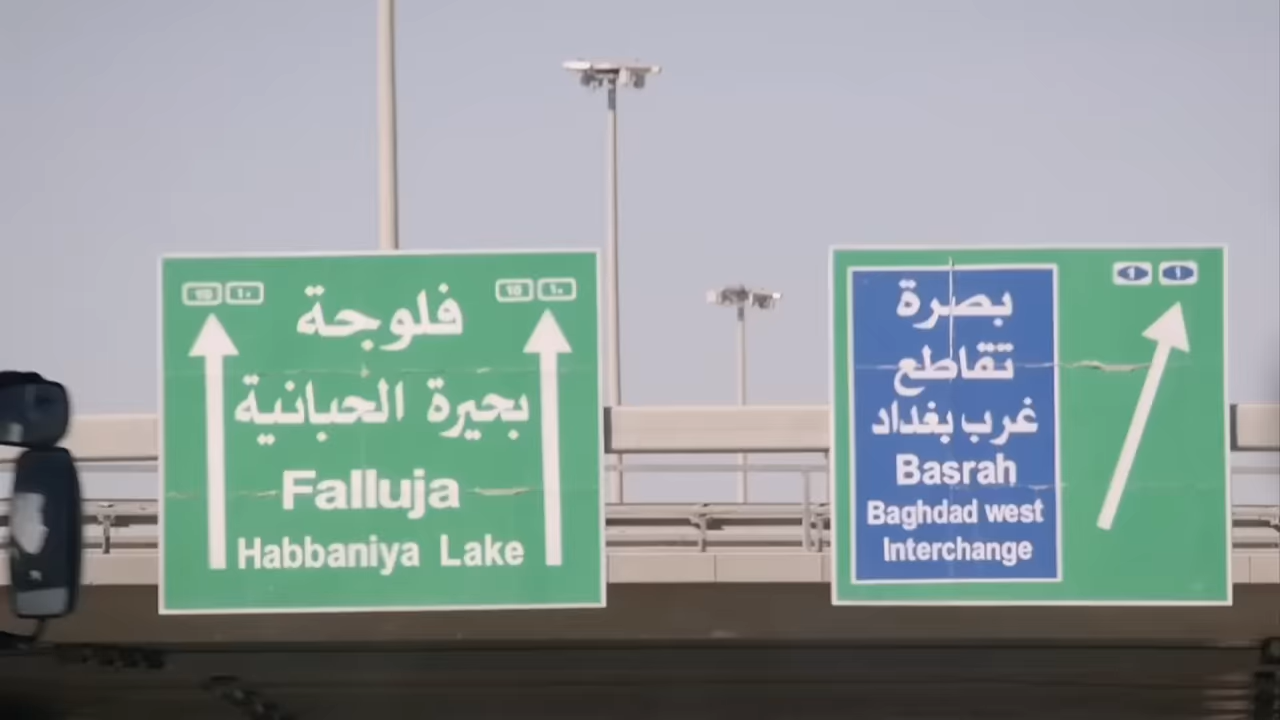 10 ١٠
10 ١٠
فلوجة
بحيرة الحبانية
Falluja
Habbaniya Lake
1 ١
بصرة
تقاطع
غرب بغداد
Basrah
Baghdad west
Interchange